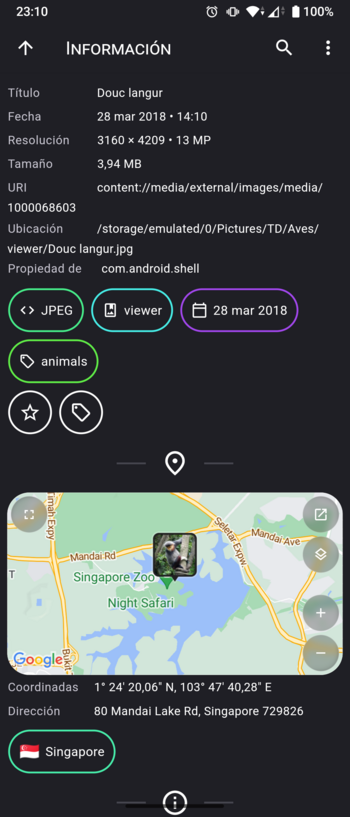 23:10
100%
INFORMACIÓN
Título Douc langur
Fecha 28 mar 2018 • 14:10
Resolución 3160 × 4209 • 13 MP
Tamaño 3,94 MB
URI content://media/external/images/media/
1000068603
Ubicación /storage/emulated/0/Pictures/TD/Aves/
viewer/Douc langur.jpg
Propiedad de com.android.shell
JPEG
viewer
28 mar 2018
animals
Timah Expy
Seletar Expy
Mandai Ave
Mandai Rd
T
Singapore Zoo
Night Safari
Google
Bukit
Coordinadas 1° 24' 20,06" N, 103° 47' 40,28" E
Dirección 80 Mandai Lake Rd, Singapore 729826
Singapore